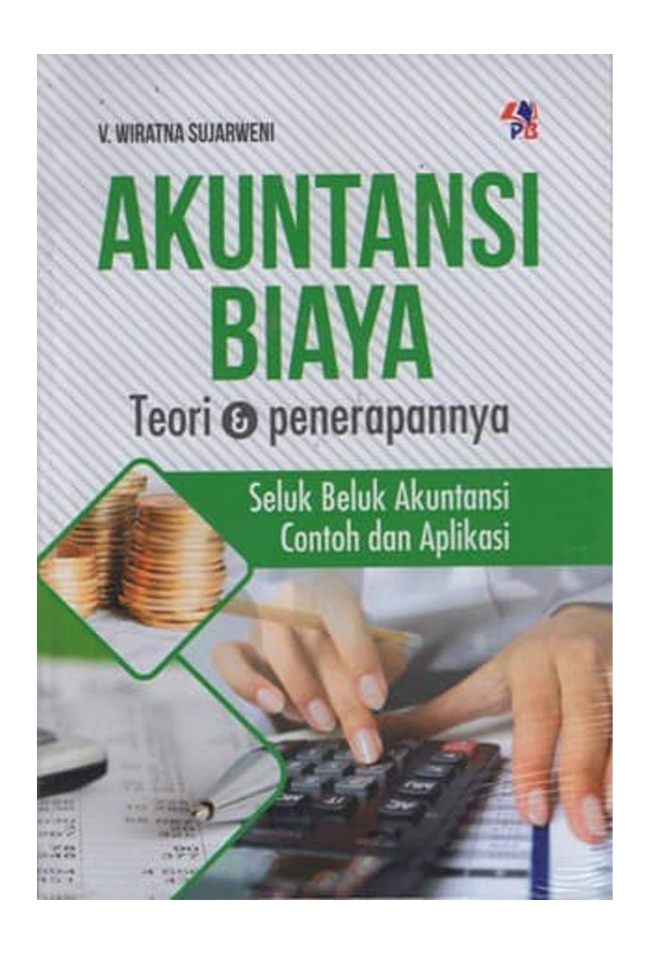 V. WIRATNA SUJARWENI
PB
AKUNTANSI
BIAYA
Teori & penerapannya
Seluk Beluk Akuntansi
Contoh dan Aplikasi